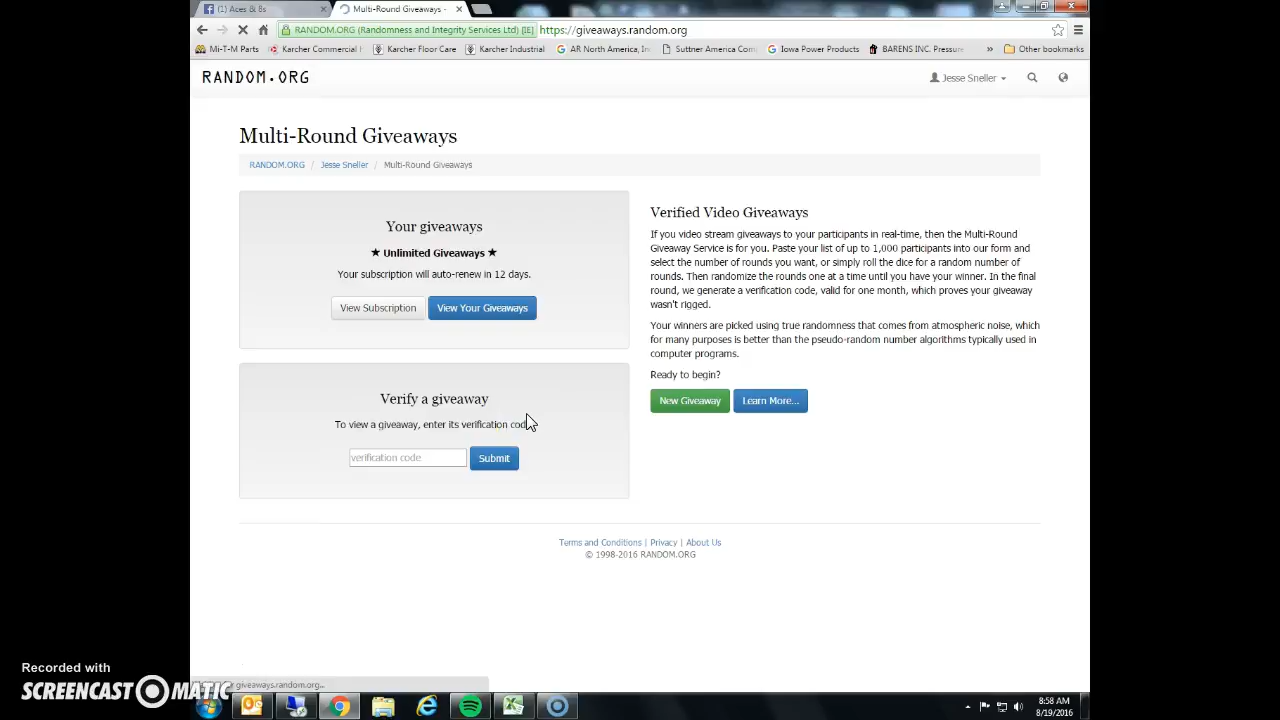 (1) Aces & 8s
Multi-Round Giveaways -
RANDOM.ORG (Randomness and Integrity Services Ltd) [IE] https://giveaways.random.org
Mi-T-M Parts Karcher Commercial Karcher Floor Care Karcher Industrial AR North America, In Suttner America Com Iowa Power Products BARENS INC. Pressure » Other bookmarks
RANDOM.ORG Jesse Sneller
Multi-Round Giveaways
RANDOM.ORG / Jesse Sneller / Multi-Round Giveaways
Your giveaways
★ Unlimited Giveaways ★
Your subscription will auto-renew in 12 days.
View Subscription View Your Giveaways
Verify a giveaway
To view a giveaway, enter its verification cod
verification code Submit
Verified Video Giveaways
If you video stream giveaways to your participants in real-time, then the Multi-Round
Giveaway Service is for you. Paste your list of up to 1,000 participants into our form and
select the number of rounds you want, or simply roll the dice for a random number of
rounds. Then randomize the rounds one at a time until you have your winner. In the final
round, we generate a verification code, valid for one month, which proves your giveaway
wasn't rigged.
Your winners are picked using true randomness that comes from atmospheric noise, which
for many purposes is better than the pseudo-random number algorithms typically used in
computer programs.
Ready to begin?
New Giveaway Learn More...
Terms and Conditions | Privacy | About Us
© 1998-2016 RANDOM.ORG
Recorded with
SCREENCAST MATIC
giveaways.random.org...
8:58 AM
8/19/2016